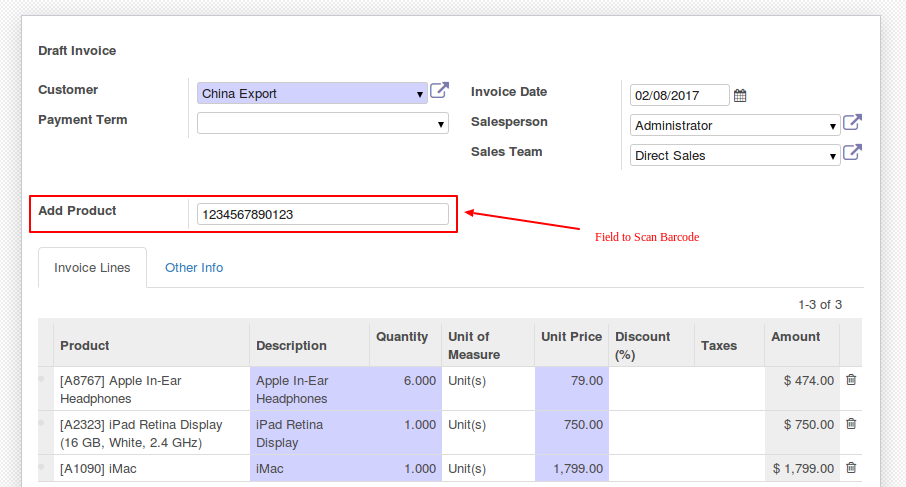 Draft Invoice
Customer China Export Invoice Date 02/08/2017
Payment Term Salesperson Administrator
Sales Team Direct Sales
Add Product 1234567890123
Field to Scan Barcode
Invoice Lines Other Info
1-3 of 3
Product Description Quantity Unit of Measure Unit Price Discount (%) Taxes Amount
[A8767] Apple In-Ear Apple In-Ear 6.000 Unit(s) 79.00 $ 474.00
Headphones Headphones
[A2323] iPad Retina Display iPad Retina 1.000 Unit(s) 750.00 $ 750.00
(16 GB, White, 2.4 GHz) Display
[A1090] iMac iMac 1.000 Unit(s) 1,799.00 $ 1,799.00